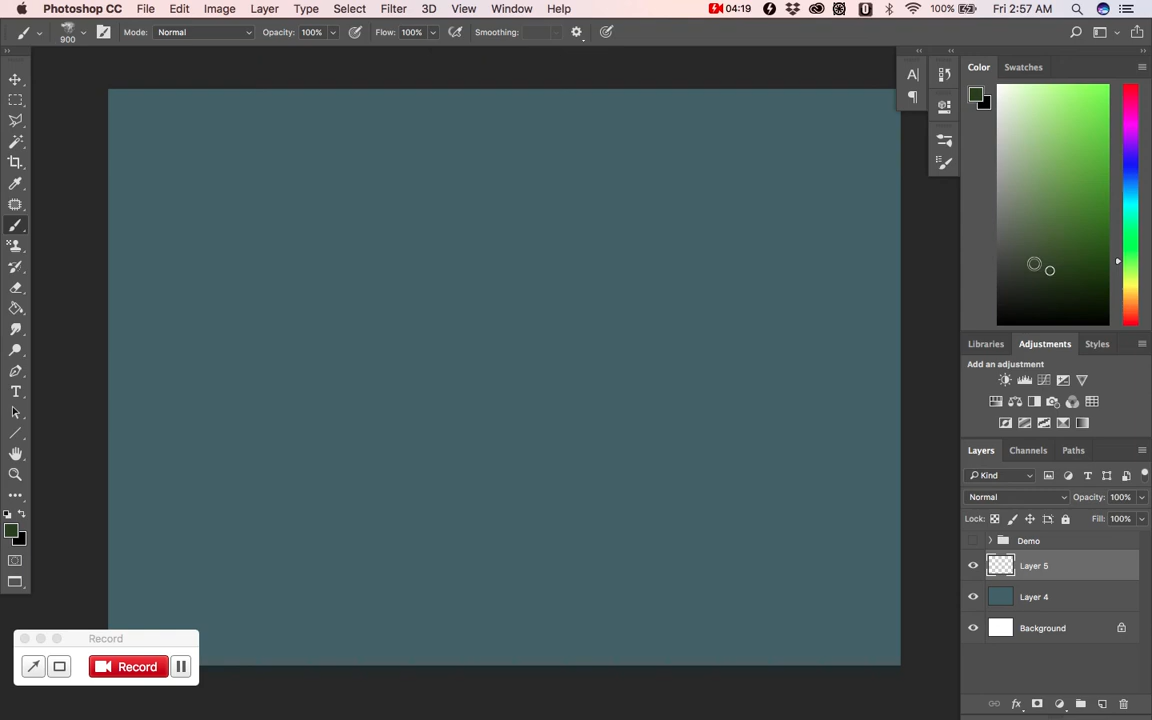 Photoshop CC File Edit Image Layer Type Select Filter 3D View Window Help 04:19 100% Fri 2:57 AM
900 Mode: Normal Opacity: 100% Flow: 100% Smoothing:
Color Swatches
Libraries Adjustments Styles
Add an adjustment
Layers Channels Paths
Kind
Normal Opacity: 100%
Lock: Fill: 100%
Demo
Layer 5
Layer 4
Background
Record
Record